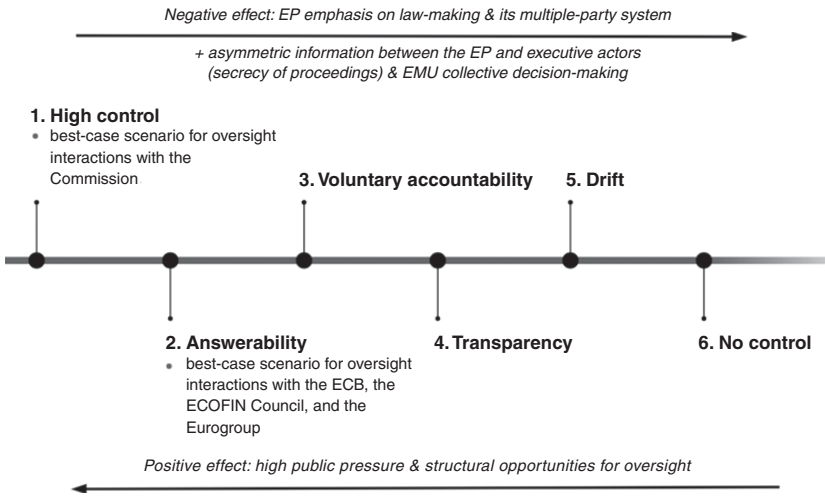 Negative effect: EP emphasis on law-making & its multiple-party system
+ asymmetric information between the EP and executive actors
(secrecy of proceedings) & EMU collective decision-making
1. High control
• best-case scenario for oversight
interactions with the
Commission
3. Voluntary accountability
5. Drift
2. Answerability
• best-case scenario for oversight
interactions with the ECB, the
ECOFIN Council, and the
Eurogroup
4. Transparency
6. No control
Positive effect: high public pressure & structural opportunities for oversight